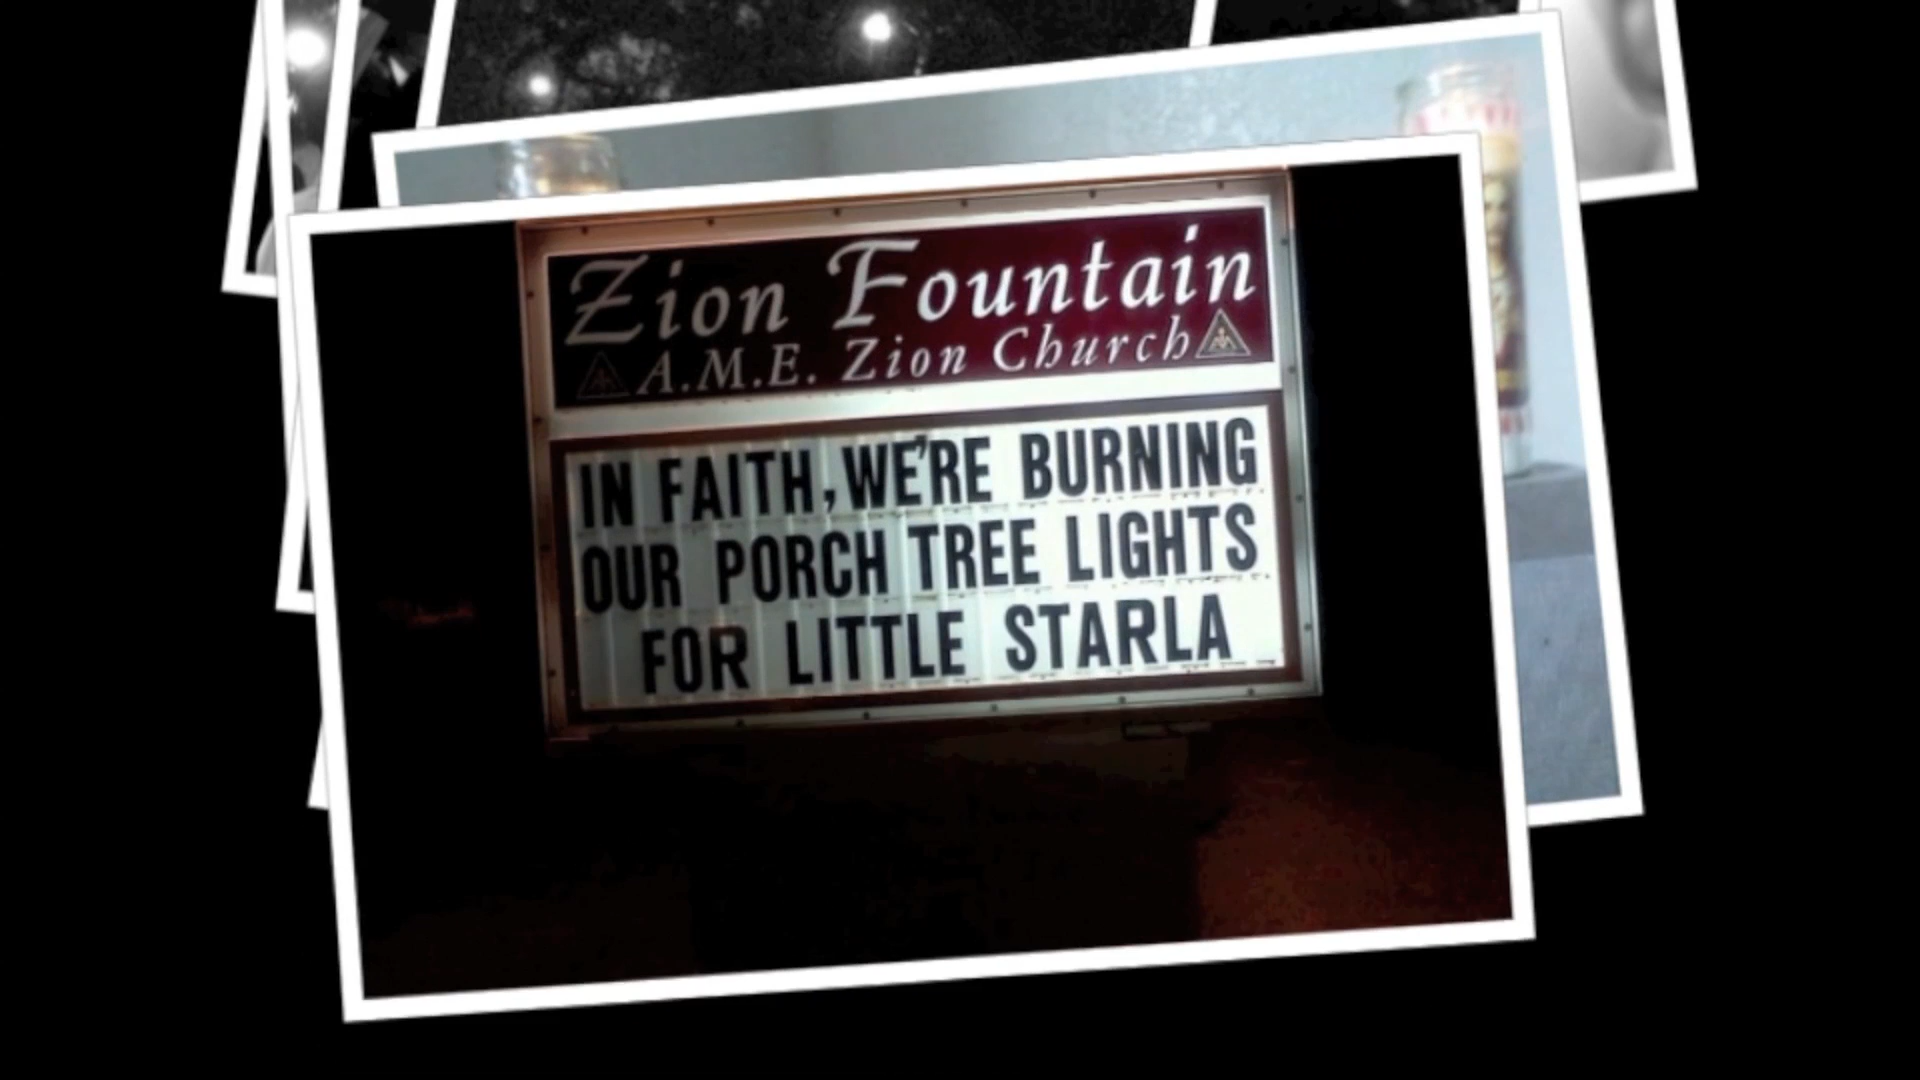 Zion Fountain
A.M.E. Zion Church
IN FAITH, WE'RE BURNING
OUR PORCH TREE LIGHTS
FOR LITTLE STARLA